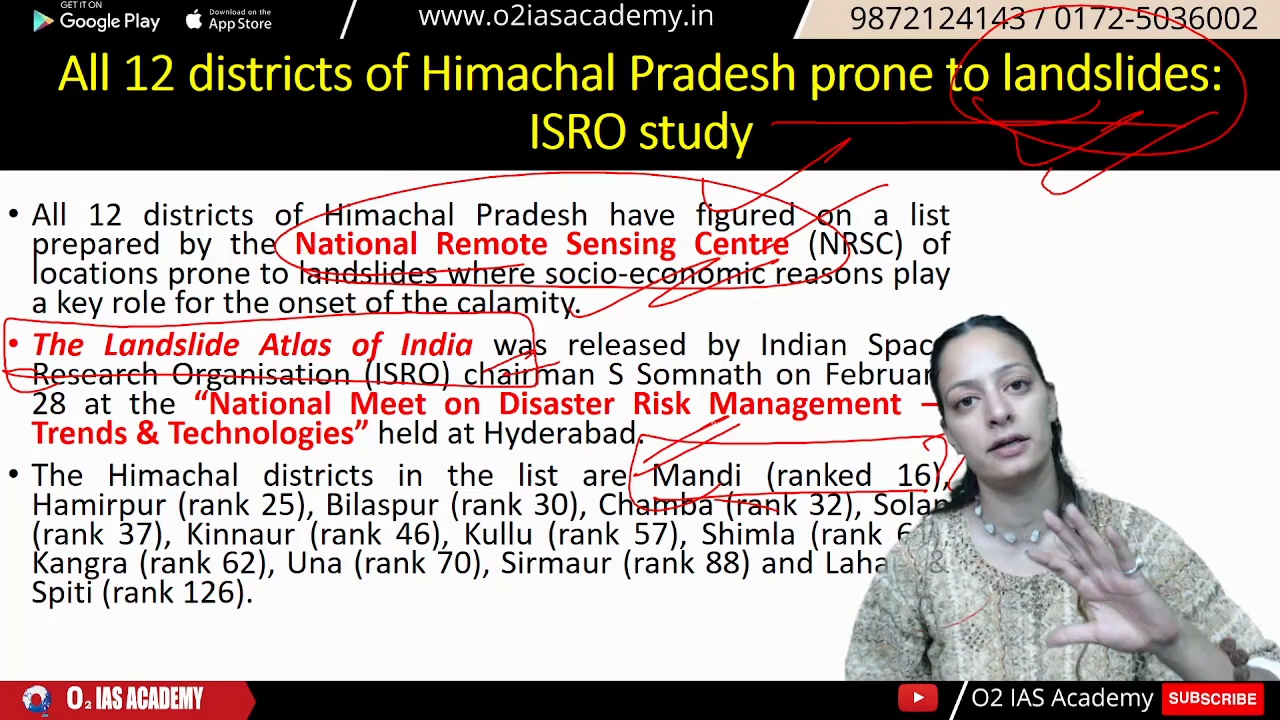 GET IT ON
Google Play
Download on the
App Store
www.o2iasacademy.in
9872124143 / 0172-5036002
All 12 districts of Himachal Pradesh prone to landslides:
ISRO study
• All 12 districts of Himachal Pradesh have figured on a list
prepared by the National Remote Sensing Centre (NRSC) of
locations prone to landslides where socio-economic reasons play
a key role for the onset of the calamity.
• The Landslide Atlas of India was released by Indian
Research Organisation (ISRO) chairman S Somnath on
28 at the “National Meet on Disaster Risk Management –
Trends & Technologies” held at Hyderabad.
• The Himachal districts in the list are Mandi (ranked 16),
Hamirpur (rank 25), Bilaspur (rank 30), Chamba (rank 32),
(rank 37), Kinnaur (rank 46), Kullu (rank 57), Shimla (rank
Kangra (rank 62), Una (rank 70), Sirmaur (rank 88) and &
Spiti (rank 126).
O2 IAS ACADEMY
O2 IAS Academy
SUBSCRIBE